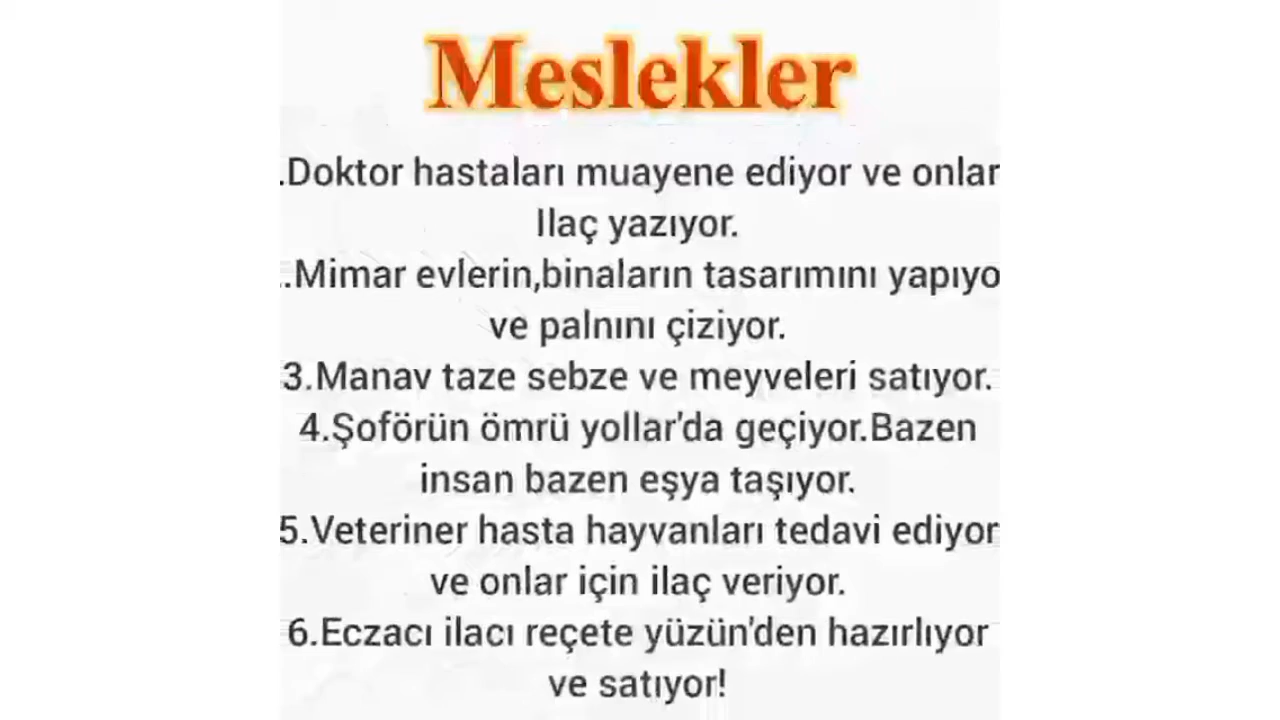 Meslekler
.Doktor hastaları muayene ediyor ve onlar
Ilaç yazıyor.
.Mimar evlerin,binaların tasarımını yapıyo
ve palnını çiziyor.
3.Manav taze sebze ve meyveleri satıyor.
4.Şoförün ömrü yollar'da geçiyor.Bazen
insan bazen eşya taşıyor.
5.Veteriner hasta hayvanları tedavi ediyor
ve onlar için ilaç veriyor.
6.Eczacı ilacı reçete yüzün'den hazırlıyor
ve satıyor!